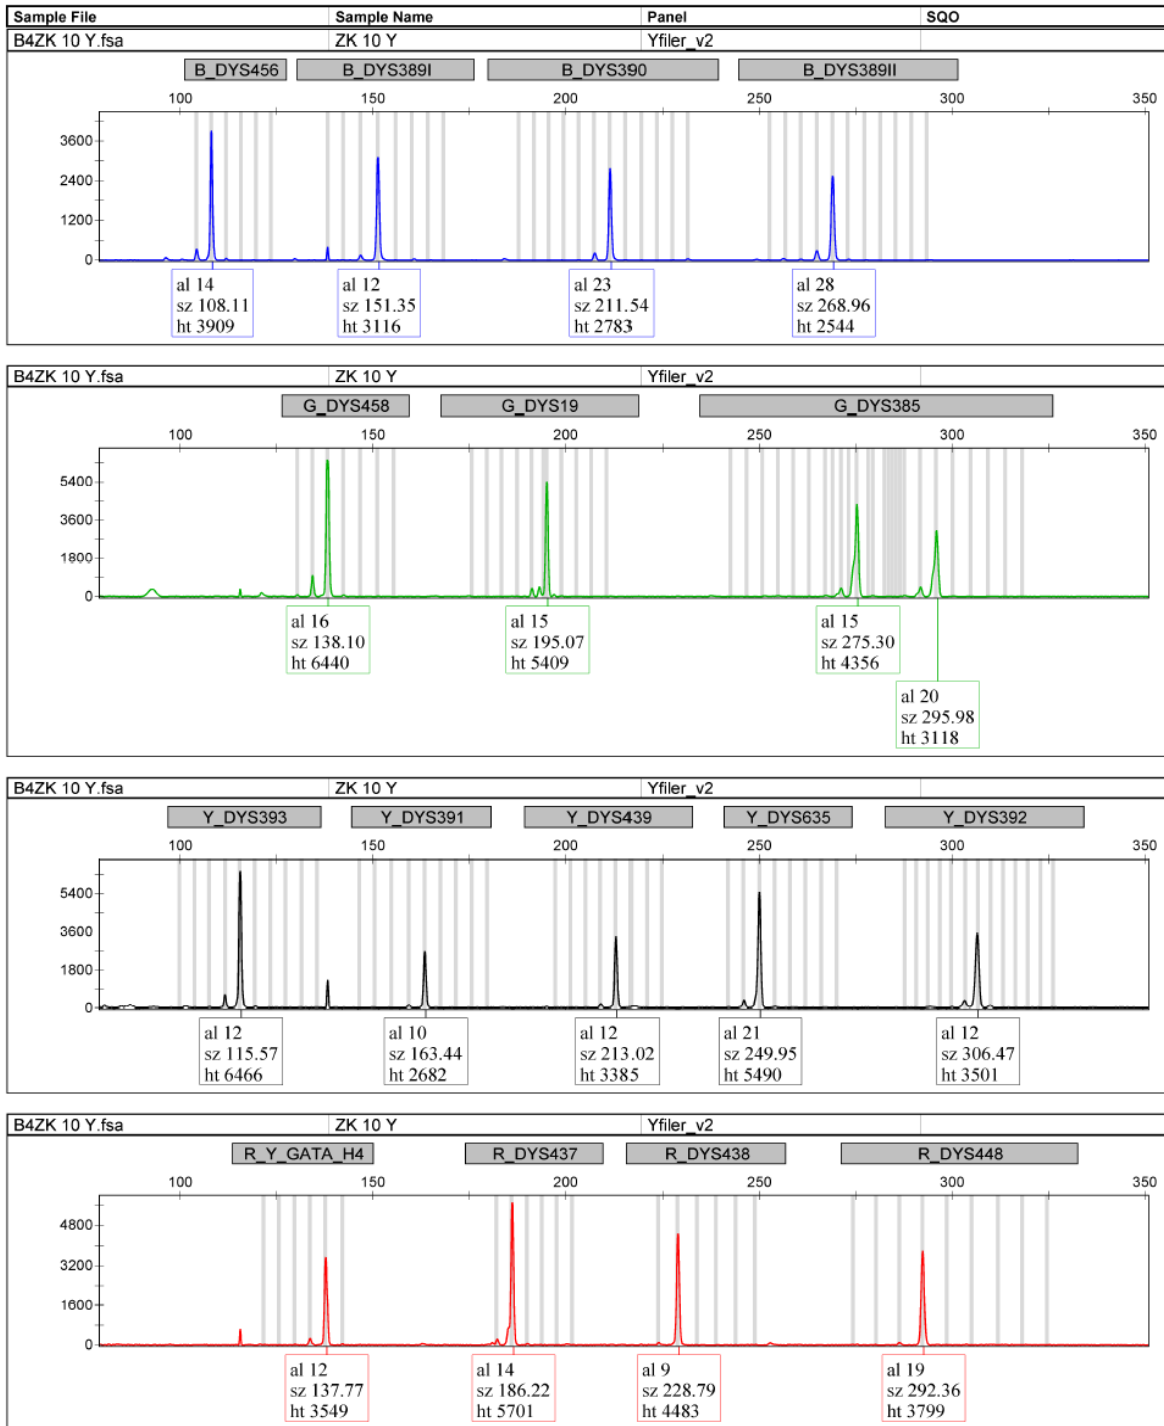 Sample File Sample Name Panel SQO
B4ZK 10 Y.fsa ZK 10 Y Yfiler_v2
B_DYS456 B_DYS389I B_DYS390 B_DYS389II
100 150 200 250 300 350
3600
2400
1200
0
al 14 al 12 al 23 al 28
sz 108.11 sz 151.35 sz 211.54 sz 268.96
ht 3909 ht 3116 ht 2783 ht 2544
B4ZK 10 Y.fsa ZK 10 Y Yfiler_v2
G_DYS458 G_DYS19 G_DYS385
100 150 200 250 300 350
5400
3600
1800
0
al 16 al 15 al 15
sz 138.10 sz 195.07 sz 275.30
ht 6440 ht 5409 ht 4356
al 20
sz 295.98
ht 3118
B4ZK 10 Y.fsa ZK 10 Y Yfiler_v2
Y_DYS393 Y_DYS391 Y_DYS439 Y_DYS635 Y_DYS392
100 150 200 250 300 350
5400
3600
1800
0
al 12 al 10 al 12 al 21 al 12
sz 115.57 sz 163.44 sz 213.02 sz 249.95 sz 306.47
ht 6466 ht 2682 ht 3385 ht 5490 ht 3501
B4ZK 10 Y.fsa ZK 10 Y Yfiler_v2
R_Y_GATA_H4 R_DYS437 R_DYS438 R_DYS448
100 150 200 250 300 350
4800
3200
1600
0
al 12 al 14 al 9 al 19
sz 137.77 sz 186.22 sz 228.79 sz 292.36
ht 3549 ht 5701 ht 4483 ht 3799